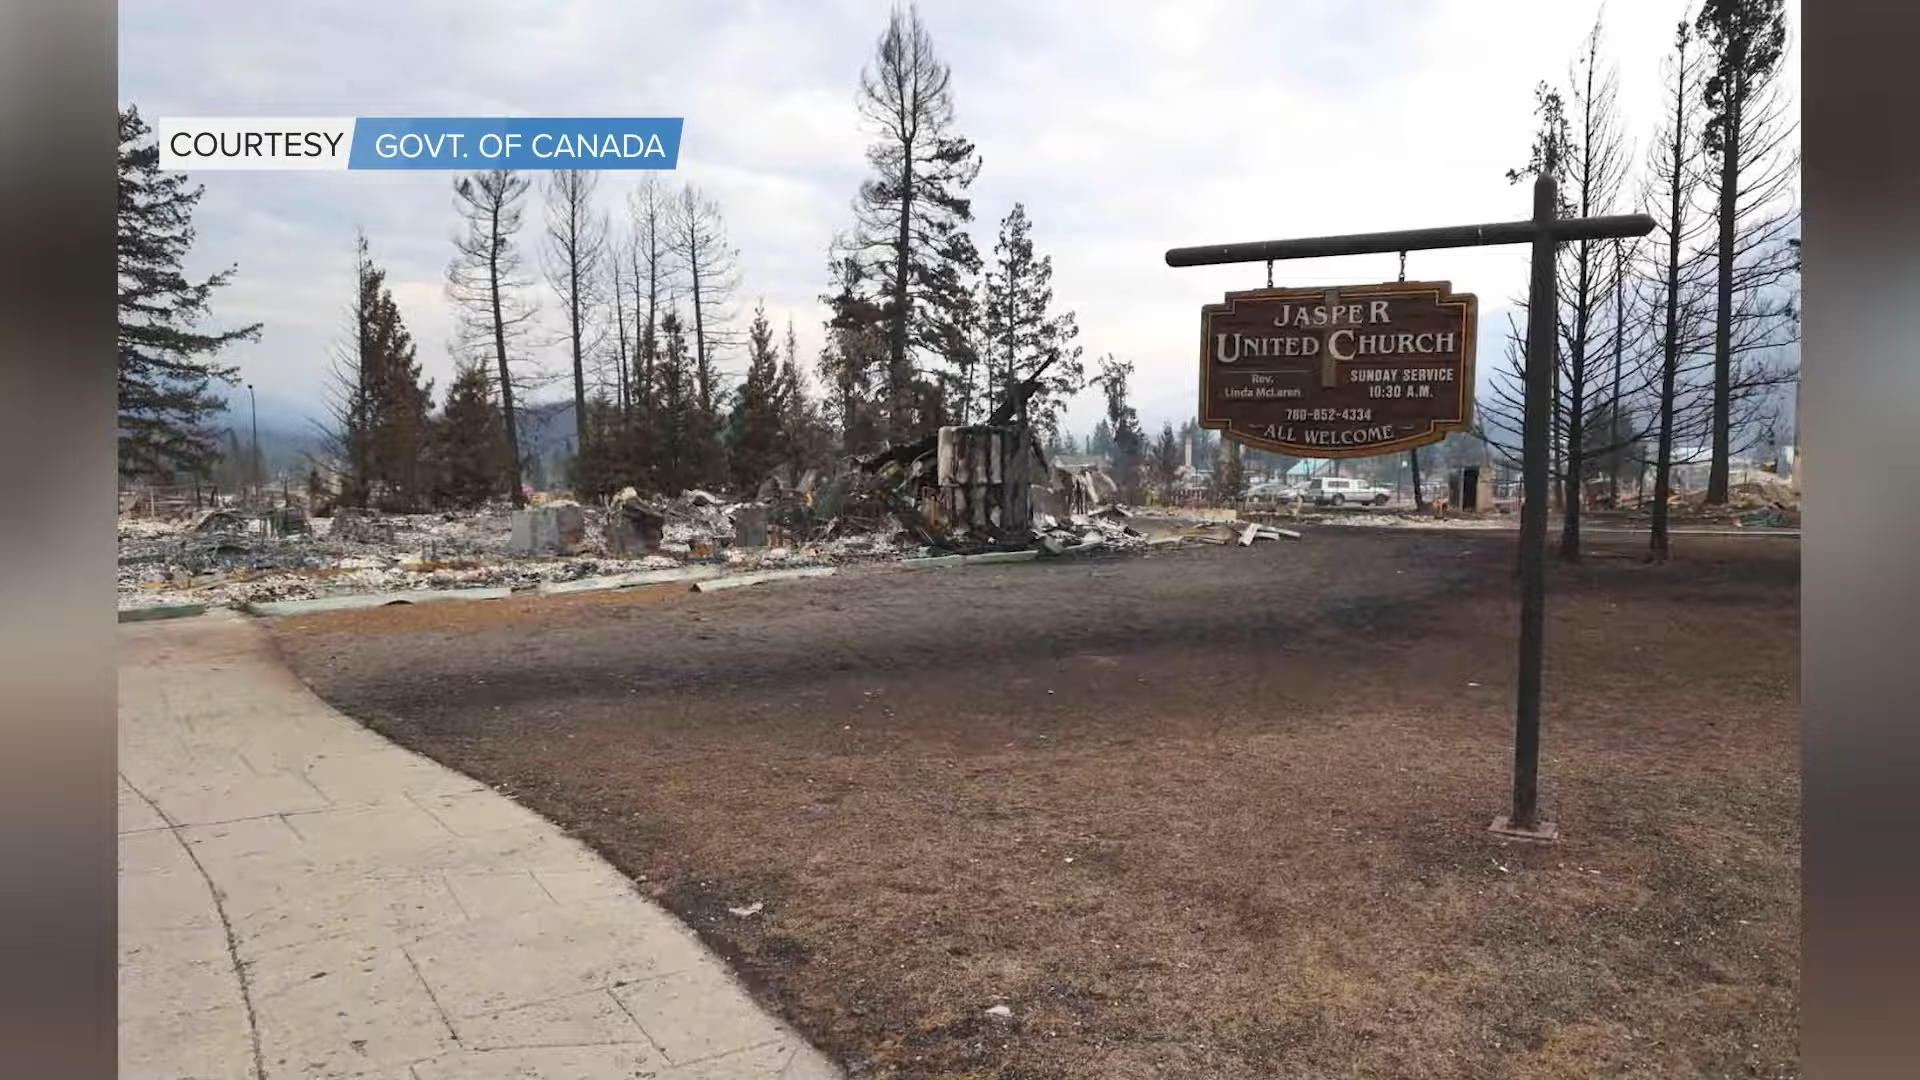 COURTESY GOVT. OF CANADA
JASPER
UNITED CHURCH
Rev.
Linda McLaren
SUNDAY SERVICE
10:30 A.M.
780-852-4334
ALL WELCOME